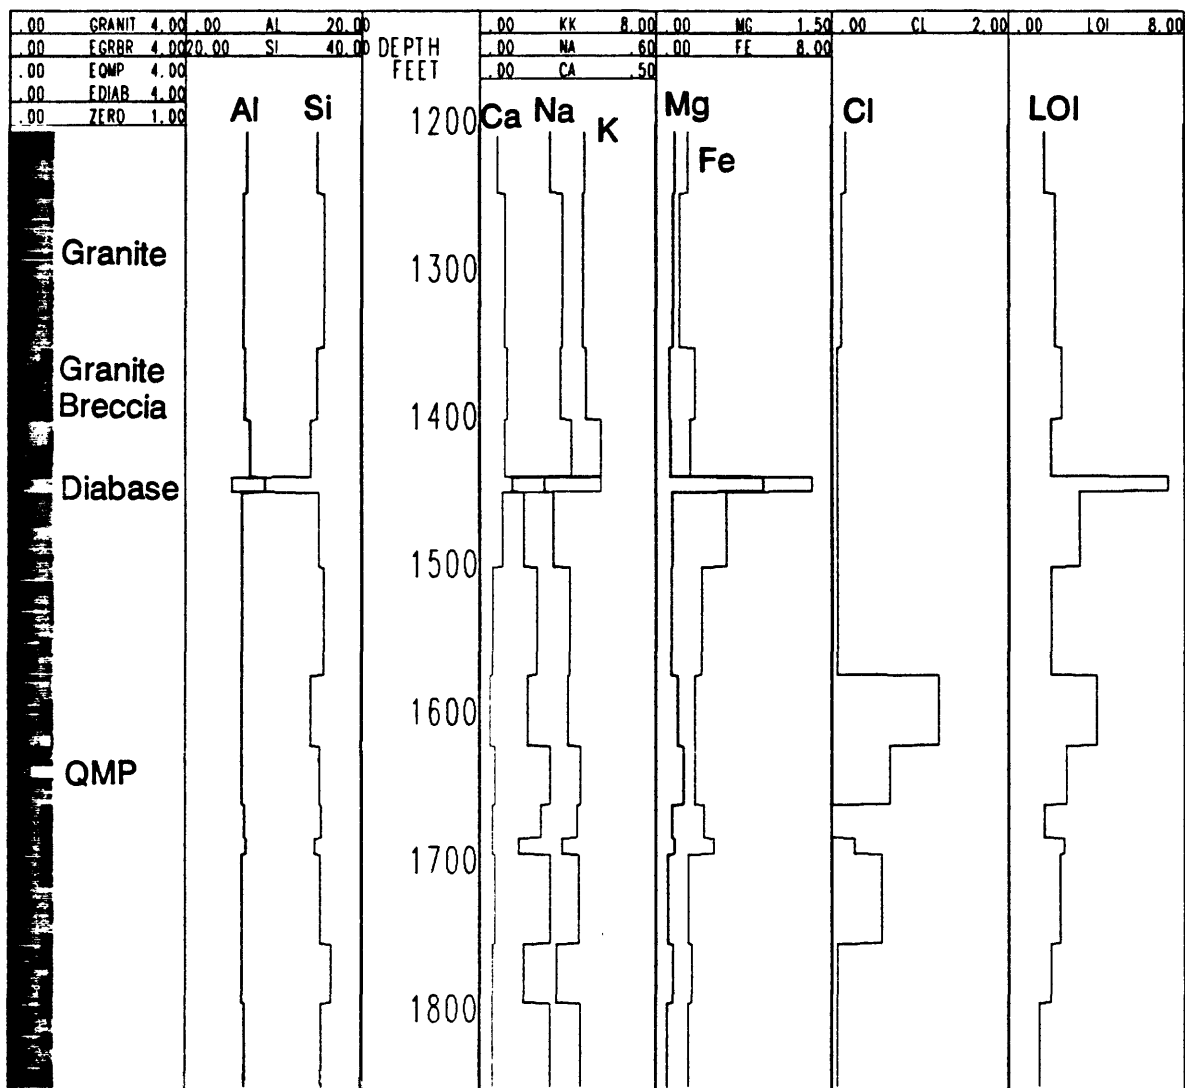 .00 GRANIT 4.00 .00 AL 20.00 .00 KK 8.00 .00 MG 1.50 .00 CL 2.00 .00 LOI 8.00
.00 EGRBR 4.00 20.00 SI 40.00 DEPTH .00 NA .60 .00 FE 8.00
.00 EQMP 4.00 FEET .00 CA .50
.00 EDIAB 4.00
.00 ZERO 1.00
Al Si 1200 Ca Na K Mg Fe Cl LOI
Granite 1300
Granite
Breccia 1400
Diabase
1500
1600
QMP
1700
1800